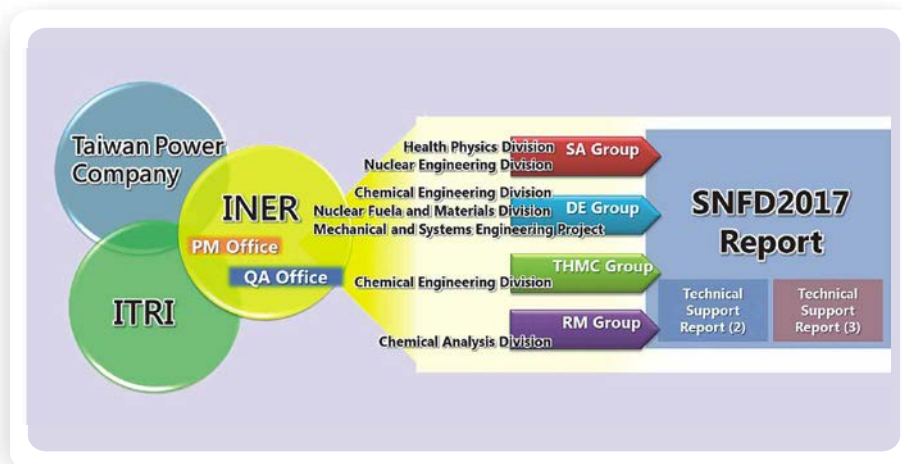 Taiwan Power
Company
INER
PM Office
QA Office
ITRI
Health Physics Division
Nuclear Engineering Division
SA Group
Chemical Engineering Division
Nuclear Fuela and Materials Division
Mechanical and Systems Engineering Project
DE Group
Chemical Engineering Division
THMC Group
Chemical Analysis Division
RM Group
SNFD2017
Report
Technical
Support
Report (2)
Technical
Support
Report (3)